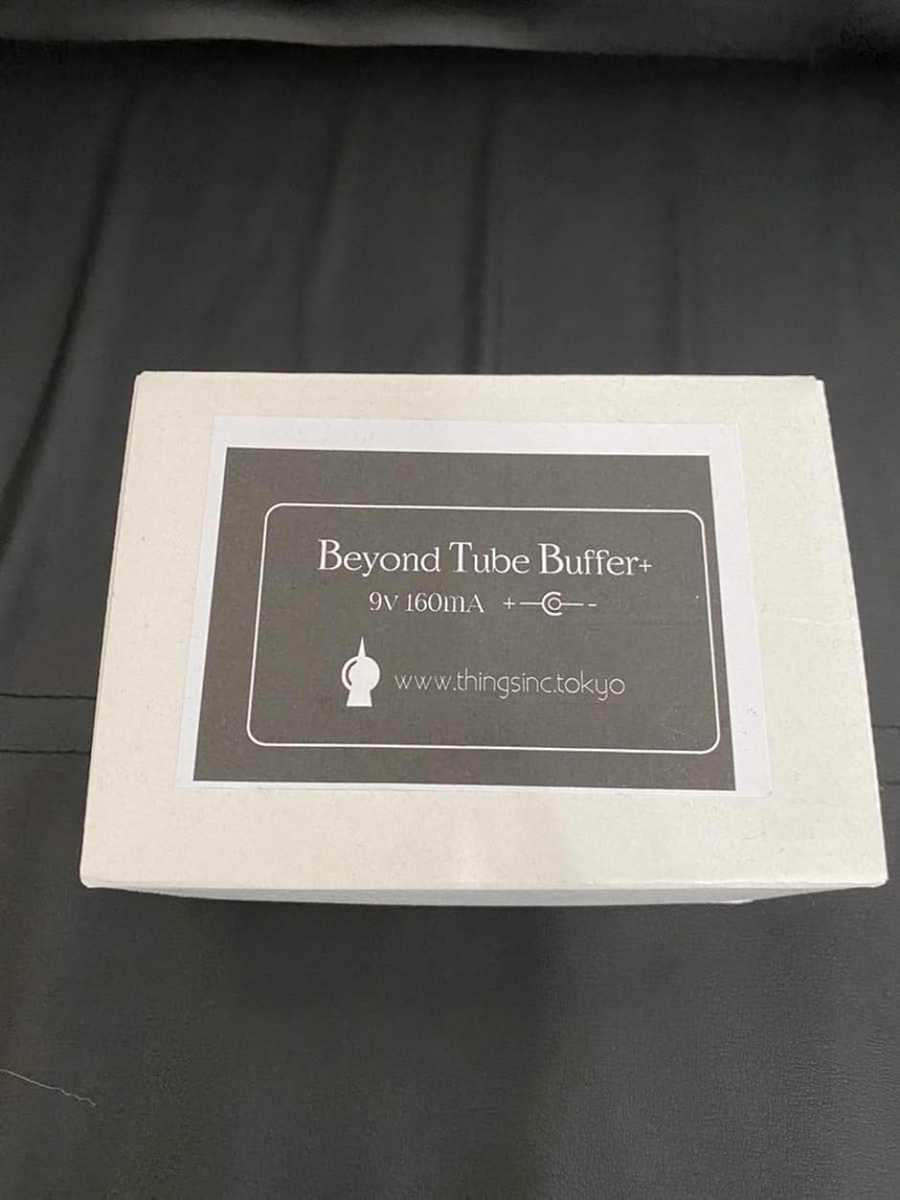 Beyond Tube Buffer+
9v 160mA + -
www.thingsinc.tokyo